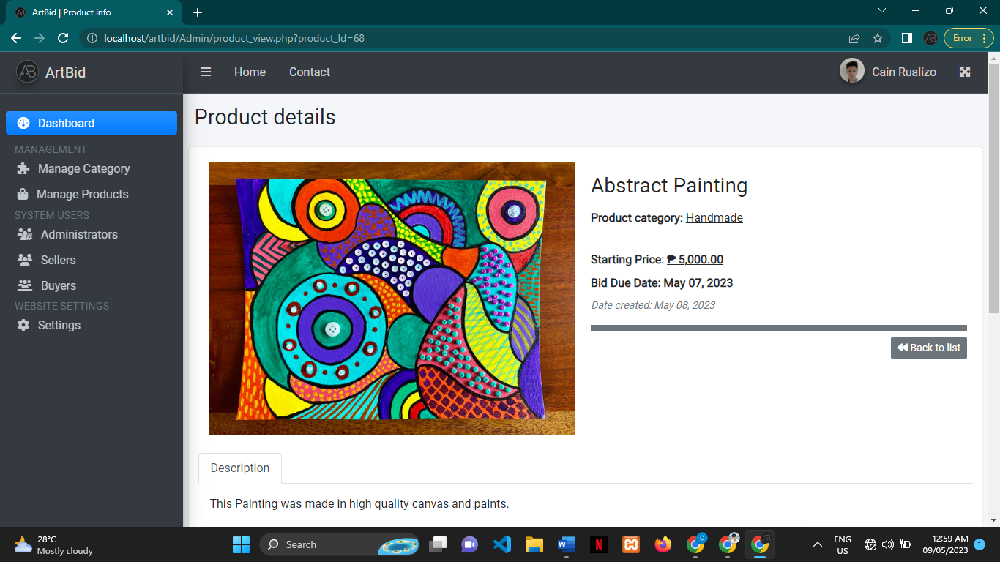 ArtBid | Product info
localhost/artbid/Admin/product_view.php?product_Id=68
Error
ArtBid
Home
Contact
Cain Rualizo
Dashboard
MANAGEMENT
Manage Category
Manage Products
SYSTEM USERS
Administrators
Sellers
Buyers
WEBSITE SETTINGS
Settings
Product details
Abstract Painting
Product category: Handmade
Starting Price: ₱ 5,000.00
Bid Due Date: May 07, 2023
Date created: May 08, 2023
Back to list
Description
This Painting was made in high quality canvas and paints.
28°C
Mostly cloudy
Search
ENG
US
12:59 AM
09/05/2023
1